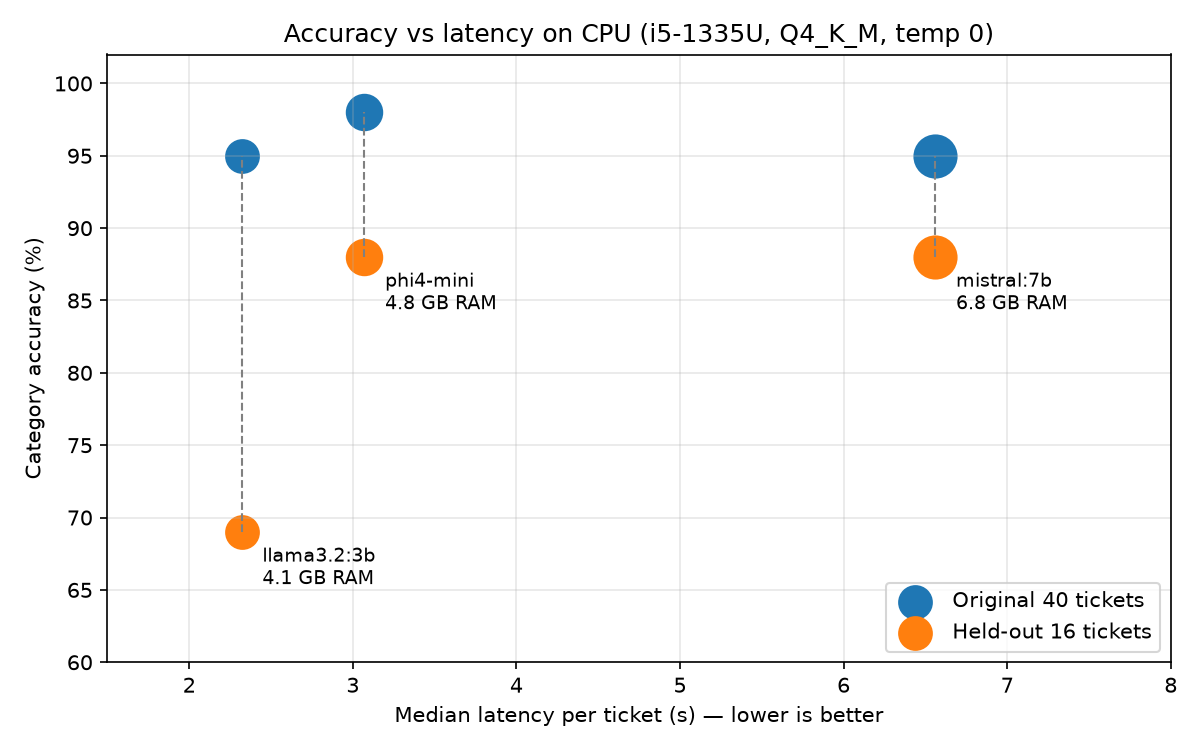 Accuracy vs latency on CPU (i5-1335U, Q4_K_M, temp 0)
100
95
90
85
80
75
70
65
60
Category accuracy (%)
phi4-mini
4.8 GB RAM
mistral:7b
6.8 GB RAM
llama3.2:3b
4.1 GB RAM
Original 40 tickets
Held-out 16 tickets
2
3
4
5
6
7
8
Median latency per ticket (s) — lower is better